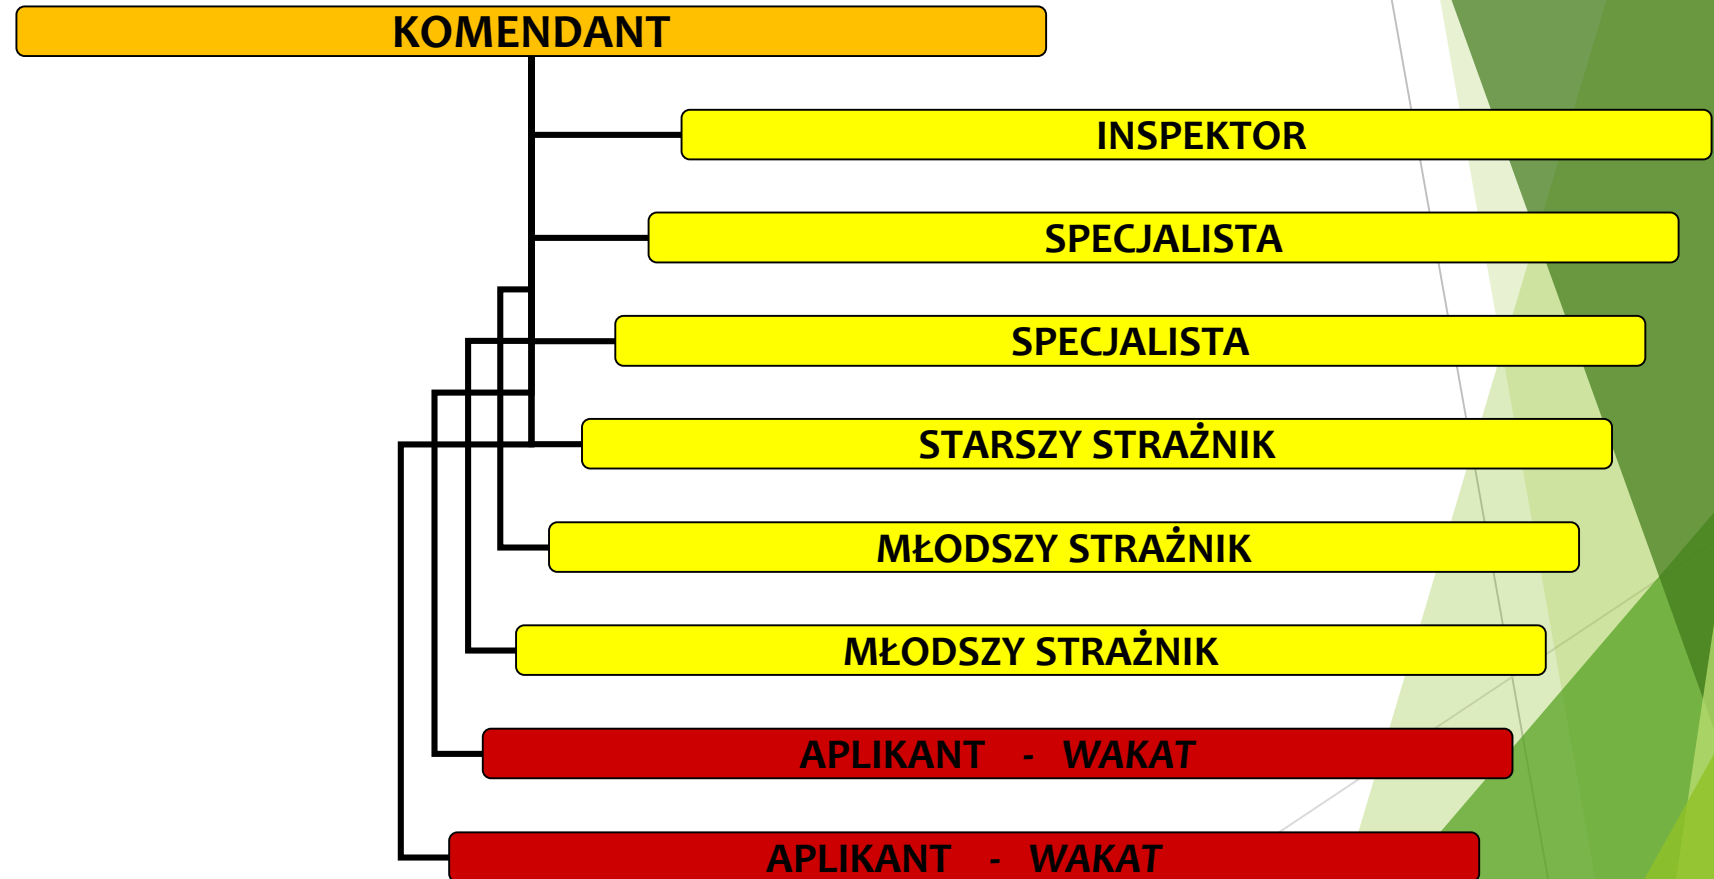 KOMENDANT
INSPEKTOR
SPECJALISTA
SPECJALISTA
STARSZY STRAŻNIK
MŁODSZY STRAŻNIK
MŁODSZY STRAŻNIK
APLIKANT - WAKAT
APLIKANT - WAKAT